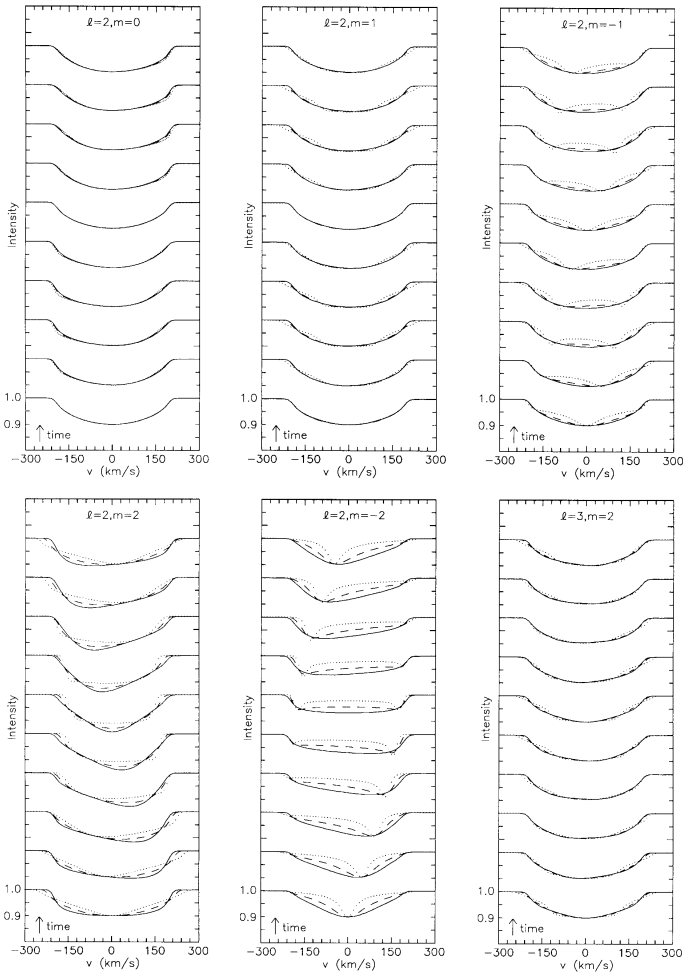 ℓ=2,m=0
ℓ=2,m=1
ℓ=2,m=−1
Intensity
Intensity
Intensity
1.0
0.9
↑ time
1.0
0.9
↑ time
1.0
0.9
↑ time
−300 −150 0 150 300
−300 −150 0 150 300
−300 −150 0 150 300
v (km/s)
v (km/s)
v (km/s)
ℓ=2,m=2
ℓ=2,m=−2
ℓ=3,m=2
Intensity
Intensity
Intensity
1.0
0.9
↑ time
1.0
0.9
↑ time
1.0
0.9
↑ time
−300 −150 0 150 300
−300 −150 0 150 300
−300 −150 0 150 300
v (km/s)
v (km/s)
v (km/s)